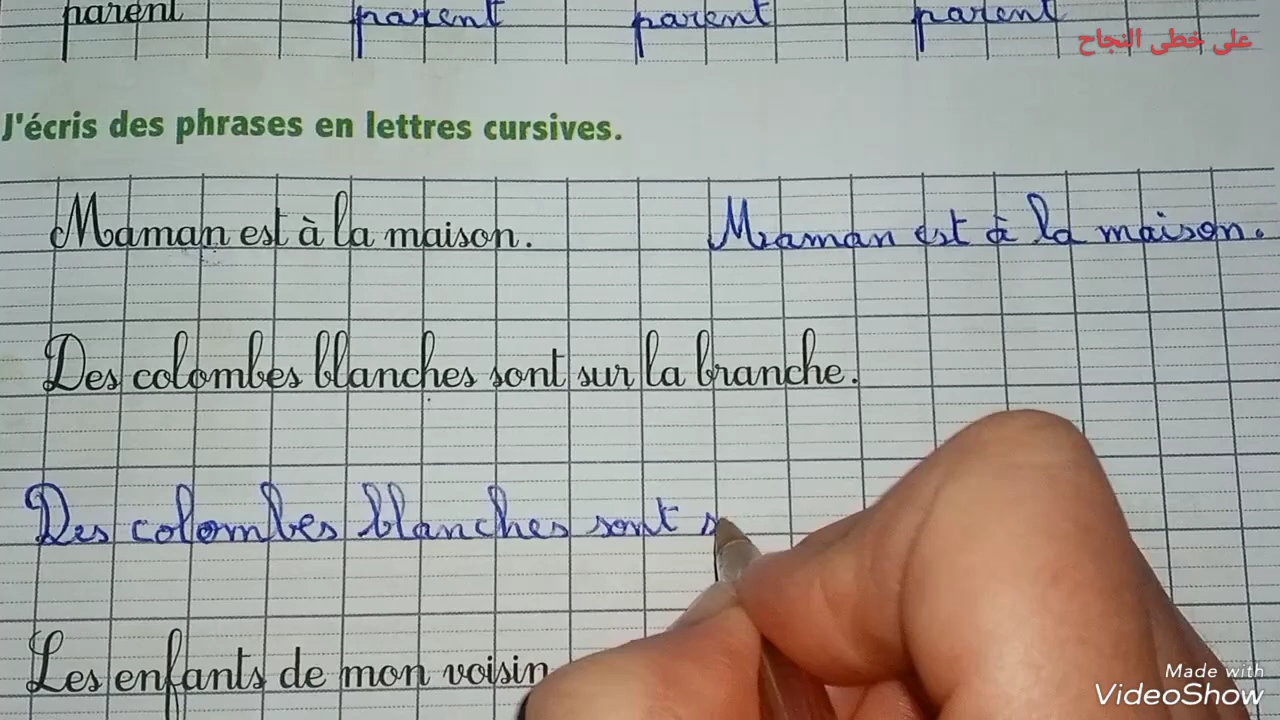 parent parent parent parent
على خطى النجاح
J'écris des phrases en lettres cursives.
Maman est à la maison. Maman est à la maison.
Des colombes blanches sont sur la branche.
Des colombes blanches sont s
Les enfants de mon voisin
Made with
VideoShow